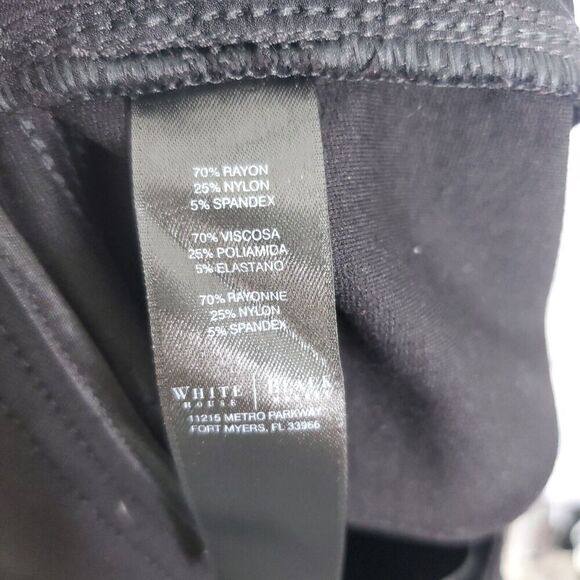 70% RAYON
25% NYLON
5% SPANDEX
70% VISCOSA
25% POLIAMIDA
5% ELASTANO
70% RAYONNE
25% NYLON
5% SPANDEX
WHITE | BLACK
HOUSE
11215 METRO PARKWAY
FORT MYERS, FL 33966